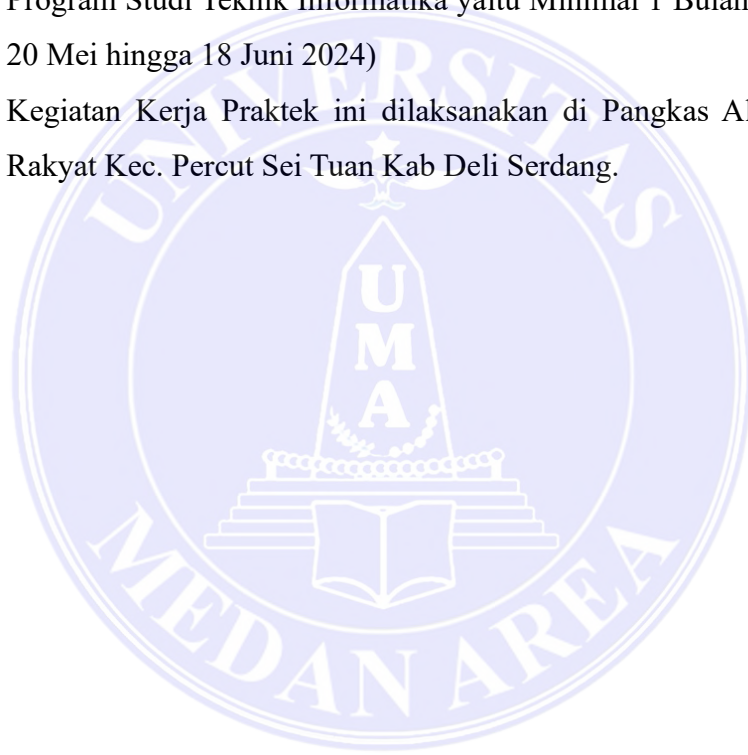 Program Studi Teknik Informatika yaitu Minimal 1 Bulan
20 Mei hingga 18 Juni 2024)
Kegiatan Kerja Praktek ini dilaksanakan di Pangkas
Rakyat Kec. Percut Sei Tuan Kab Deli Serdang.
UNIVERSITAS
UMA
MEDAN AREA